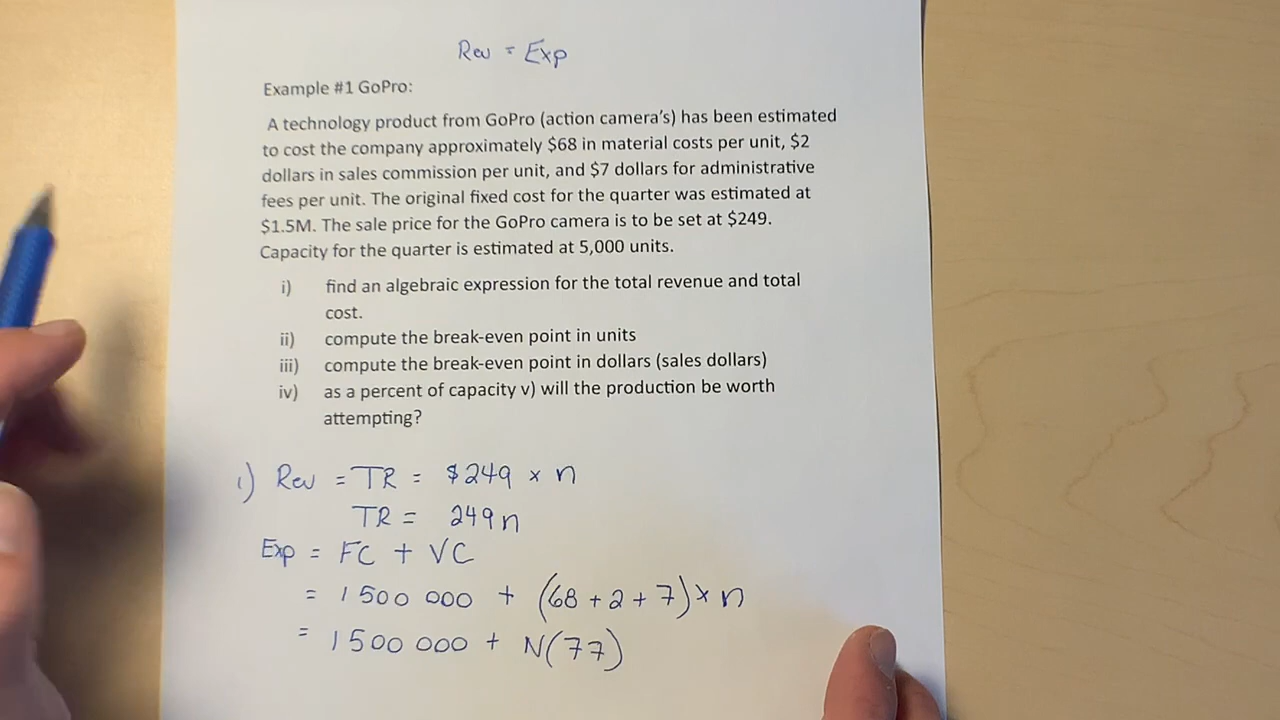 Rev = Exp
Example #1 GoPro:
A technology product from GoPro (action camera's) has been estimated
to cost the company approximately $68 in material costs per unit, $2
dollars in sales commission per unit, and $7 dollars for administrative
fees per unit. The original fixed cost for the quarter was estimated at
$1.5M. The sale price for the GoPro camera is to be set at $249.
Capacity for the quarter is estimated at 5,000 units.
i) find an algebraic expression for the total revenue and total
cost.
ii) compute the break-even point in units
iii) compute the break-even point in dollars (sales dollars)
iv) as a percent of capacity v) will the production be worth
attempting?
i) Rev = TR = $249 × n
TR = 249n
Exp = FC + VC
= 1 500 000 + (68 + 2 + 7) × n
= 1 500 000 + N(77)